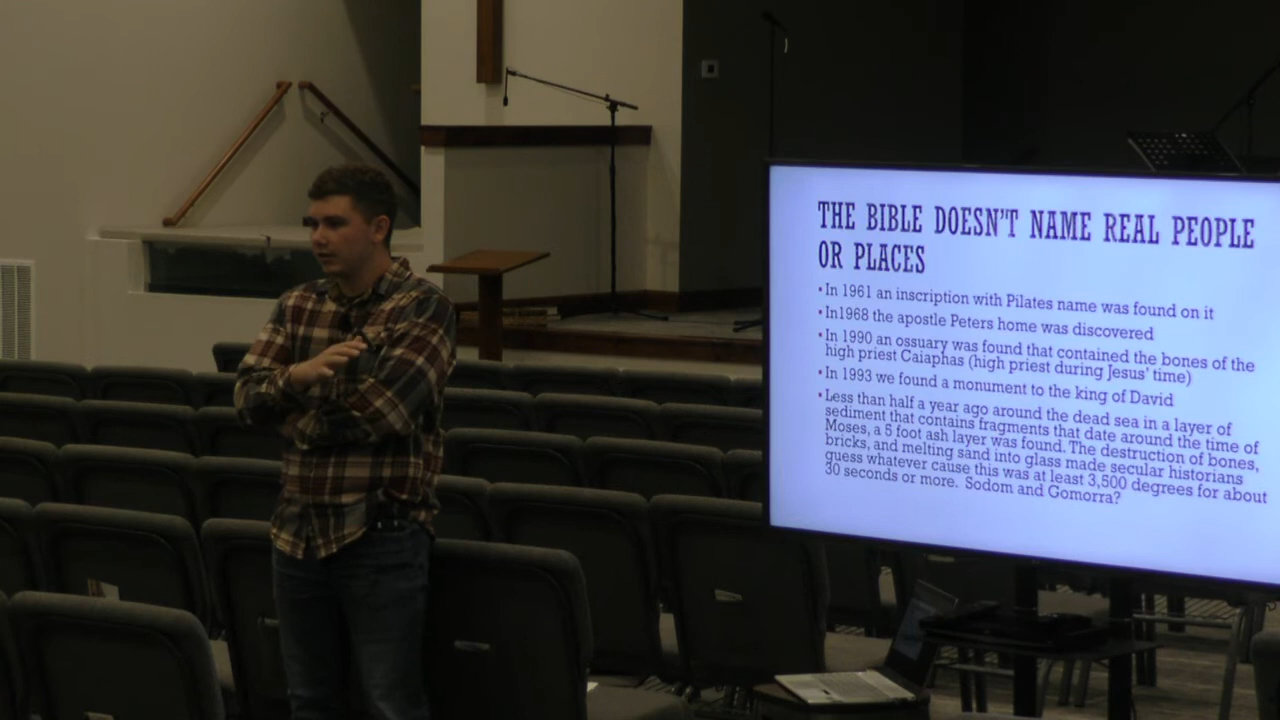 THE BIBLE DOESN'T NAME REAL PEOPLE
OR PLACES
• In 1961 an inscription with Pilates name was found on it
• In1968 the apostle Peters home was discovered
• In 1990 an ossuary was found that contained the bones of the
high priest Caiaphas (high priest during Jesus' time)
• In 1993 we found a monument to the king of David
• Less than half a year ago around the dead sea in a layer of
sediment that contains fragments that date around the time of
Moses, a 5 foot ash layer was found. The destruction of bones,
bricks, and melting sand into glass made secular historians
guess whatever cause this was at least 3,500 degrees for about
30 seconds or more. Sodom and Gomorra?